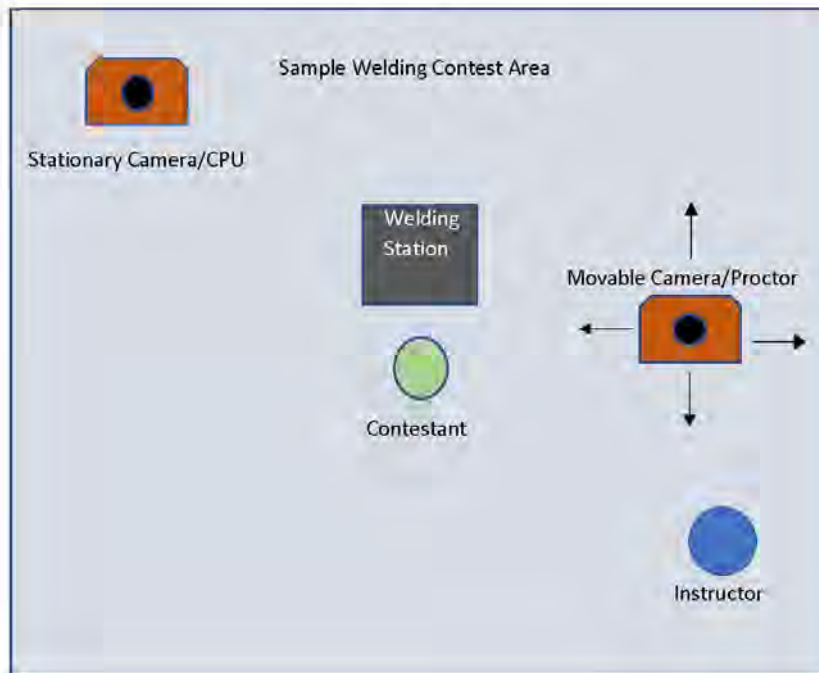 Sample Welding Contest Area
Stationary Camera/CPU
Welding
Station
Movable Camera/Proctor
Contestant
Instructor